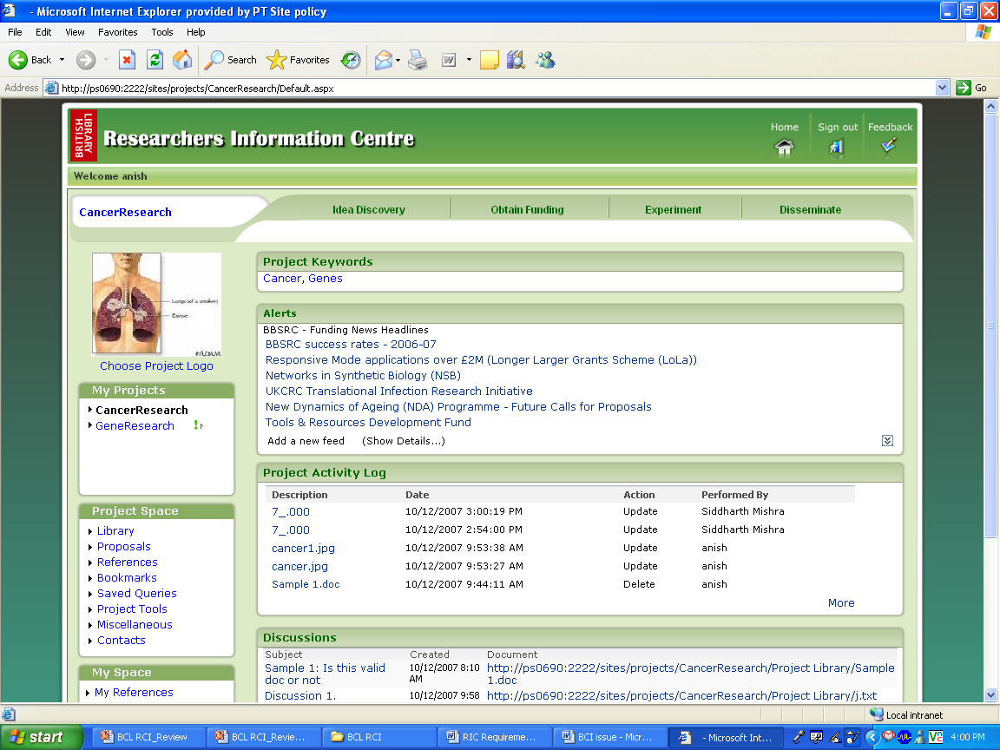 - Microsoft Internet Explorer provided by PT Site policy
File Edit View Favorites Tools Help
Back Search Favorites
Address http://ps0690:2222/sites/projects/CancerResearch/Default.aspx Go
BRITISH
LIBRARY
Researchers Information Centre
Home Sign out Feedback
Welcome anish
CancerResearch Idea Discovery Obtain Funding Experiment Disseminate
Lungs (of a smoker)
Cancer
Choose Project Logo
My Projects
CancerResearch
GeneResearch
Project Space
Library
Proposals
References
Bookmarks
Saved Queries
Project Tools
Miscellaneous
Contacts
My Space
My References
Project Keywords
Cancer, Genes
Alerts
BBSRC - Funding News Headlines
BBSRC success rates - 2006-07
Responsive Mode applications over £2M (Longer Larger Grants Scheme (LoLa))
Networks in Synthetic Biology (NSB)
UKCRC Translational Infection Research Initiative
New Dynamics of Ageing (NDA) Programme - Future Calls for Proposals
Tools & Resources Development Fund
Add a new feed (Show Details...)
Project Activity Log
Description Date Action Performed By
7_.000 10/12/2007 3:00:19 PM Update Siddharth Mishra
7_.000 10/12/2007 2:54:00 PM Update Siddharth Mishra
cancer1.jpg 10/12/2007 9:53:38 AM Update anish
cancer.jpg 10/12/2007 9:53:27 AM Update anish
Sample 1.doc 10/12/2007 9:44:11 AM Delete anish
More
Discussions
Subject Created Document
Sample 1: Is this valid 10/12/2007 8:10 http://ps0690:2222/sites/projects/CancerResearch/Project Library/Sample
doc or not AM 1.doc
Discussion 1. 10/12/2007 9:58 http://ps0690:2222/sites/projects/CancerResearch/Project Library/j.txt
Local intranet
start BCL RCI_Review BCL RCI_Revie... BCL RCI RIC Requireme... BCI issue - Micr... - Microsoft Int... 4:00 PM